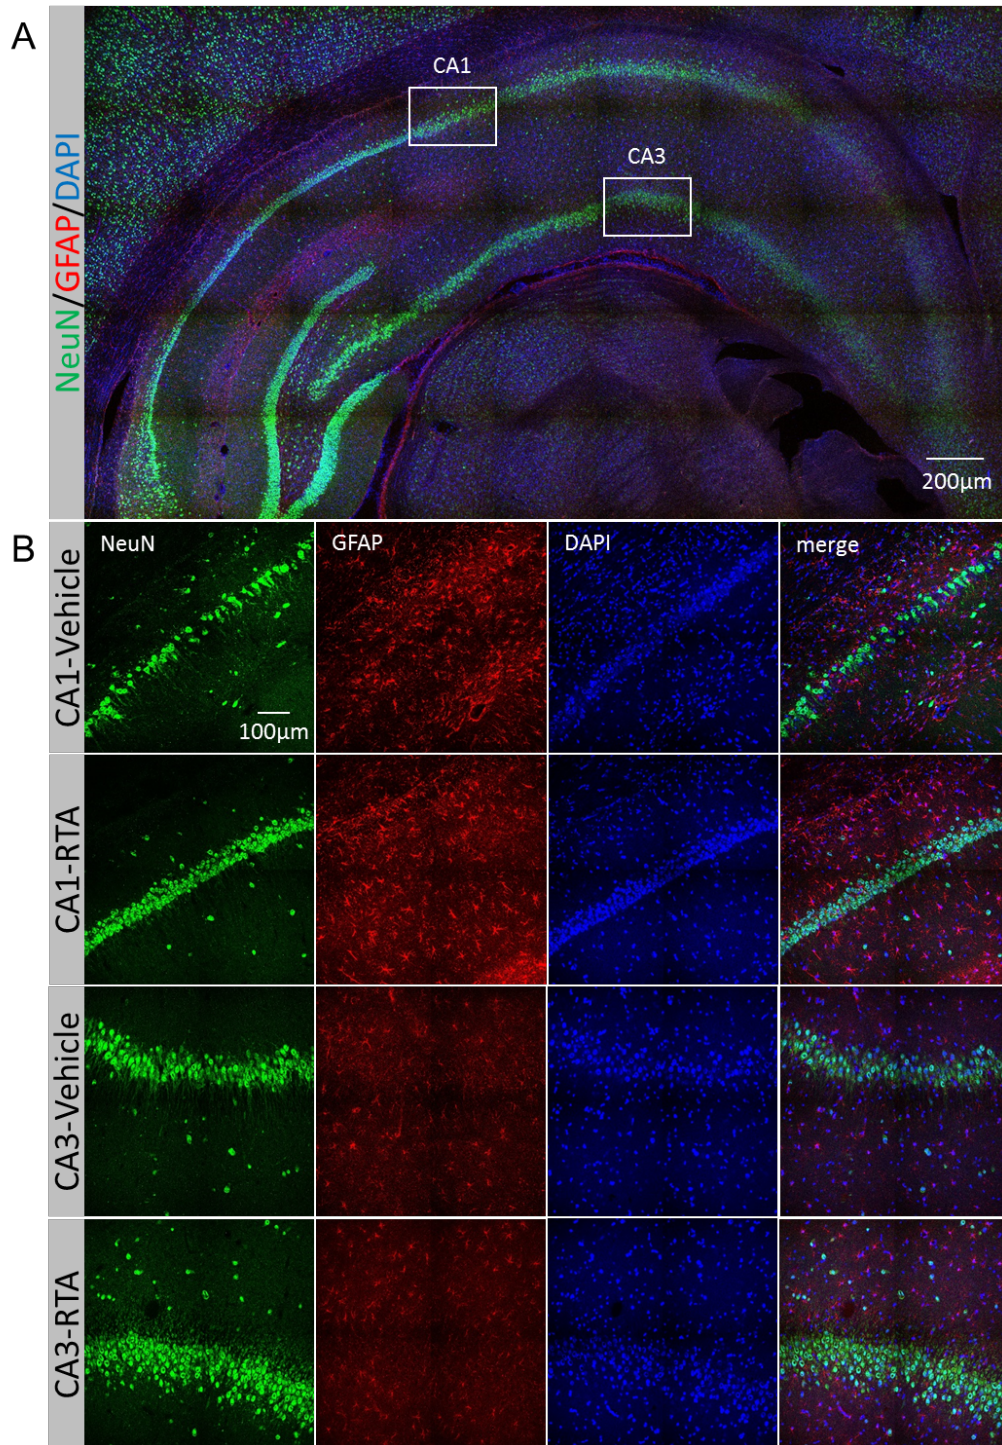 A
NeuN/GFAP/DAPI
CA1
CA3
200μm
B
NeuN
GFAP
DAPI
merge
CA1-Vehicle
100μm
CA1-RTA
CA3-Vehicle
CA3-RTA